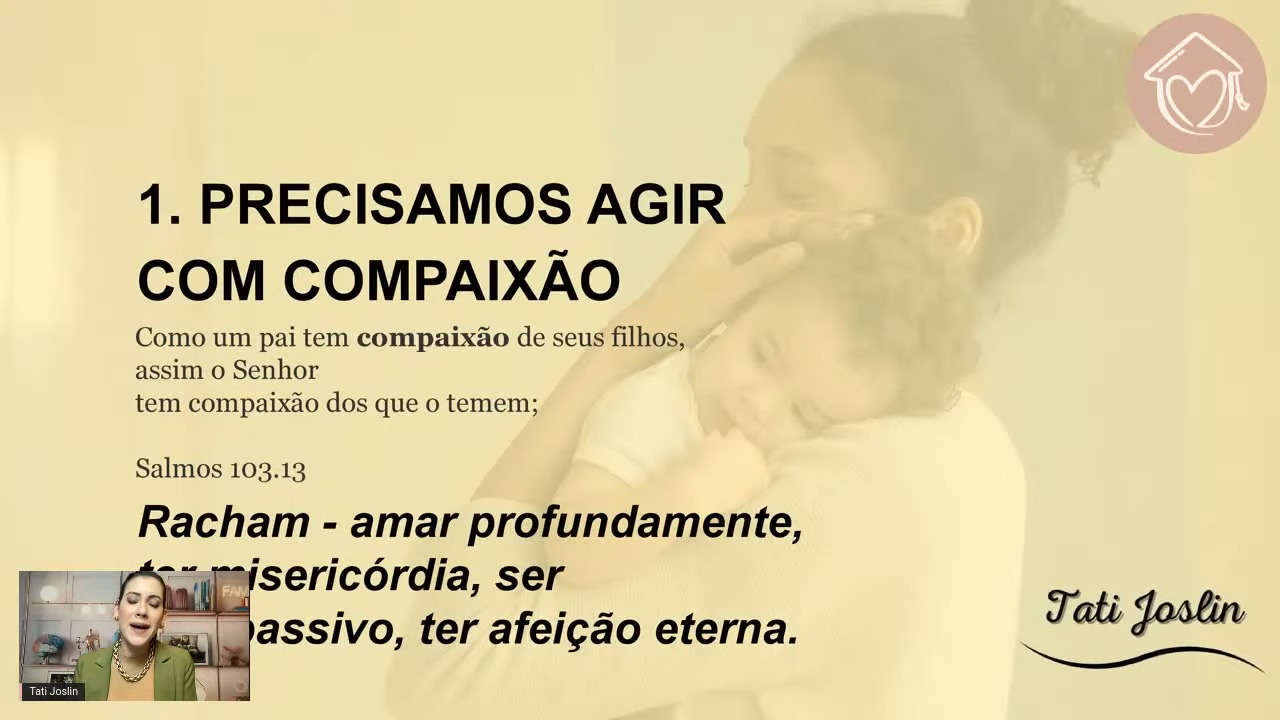 1. PRECISAMOS AGIR
COM COMPAIXÃO
Como um pai tem compaixão de seus filhos,
assim o Senhor
tem compaixão dos que o temem;
Salmos 103.13
Racham - amar profundamente,
misericórdia, ser
passivo, ter afeição eterna.
FAM
Tati Joslin
Tati Joslin